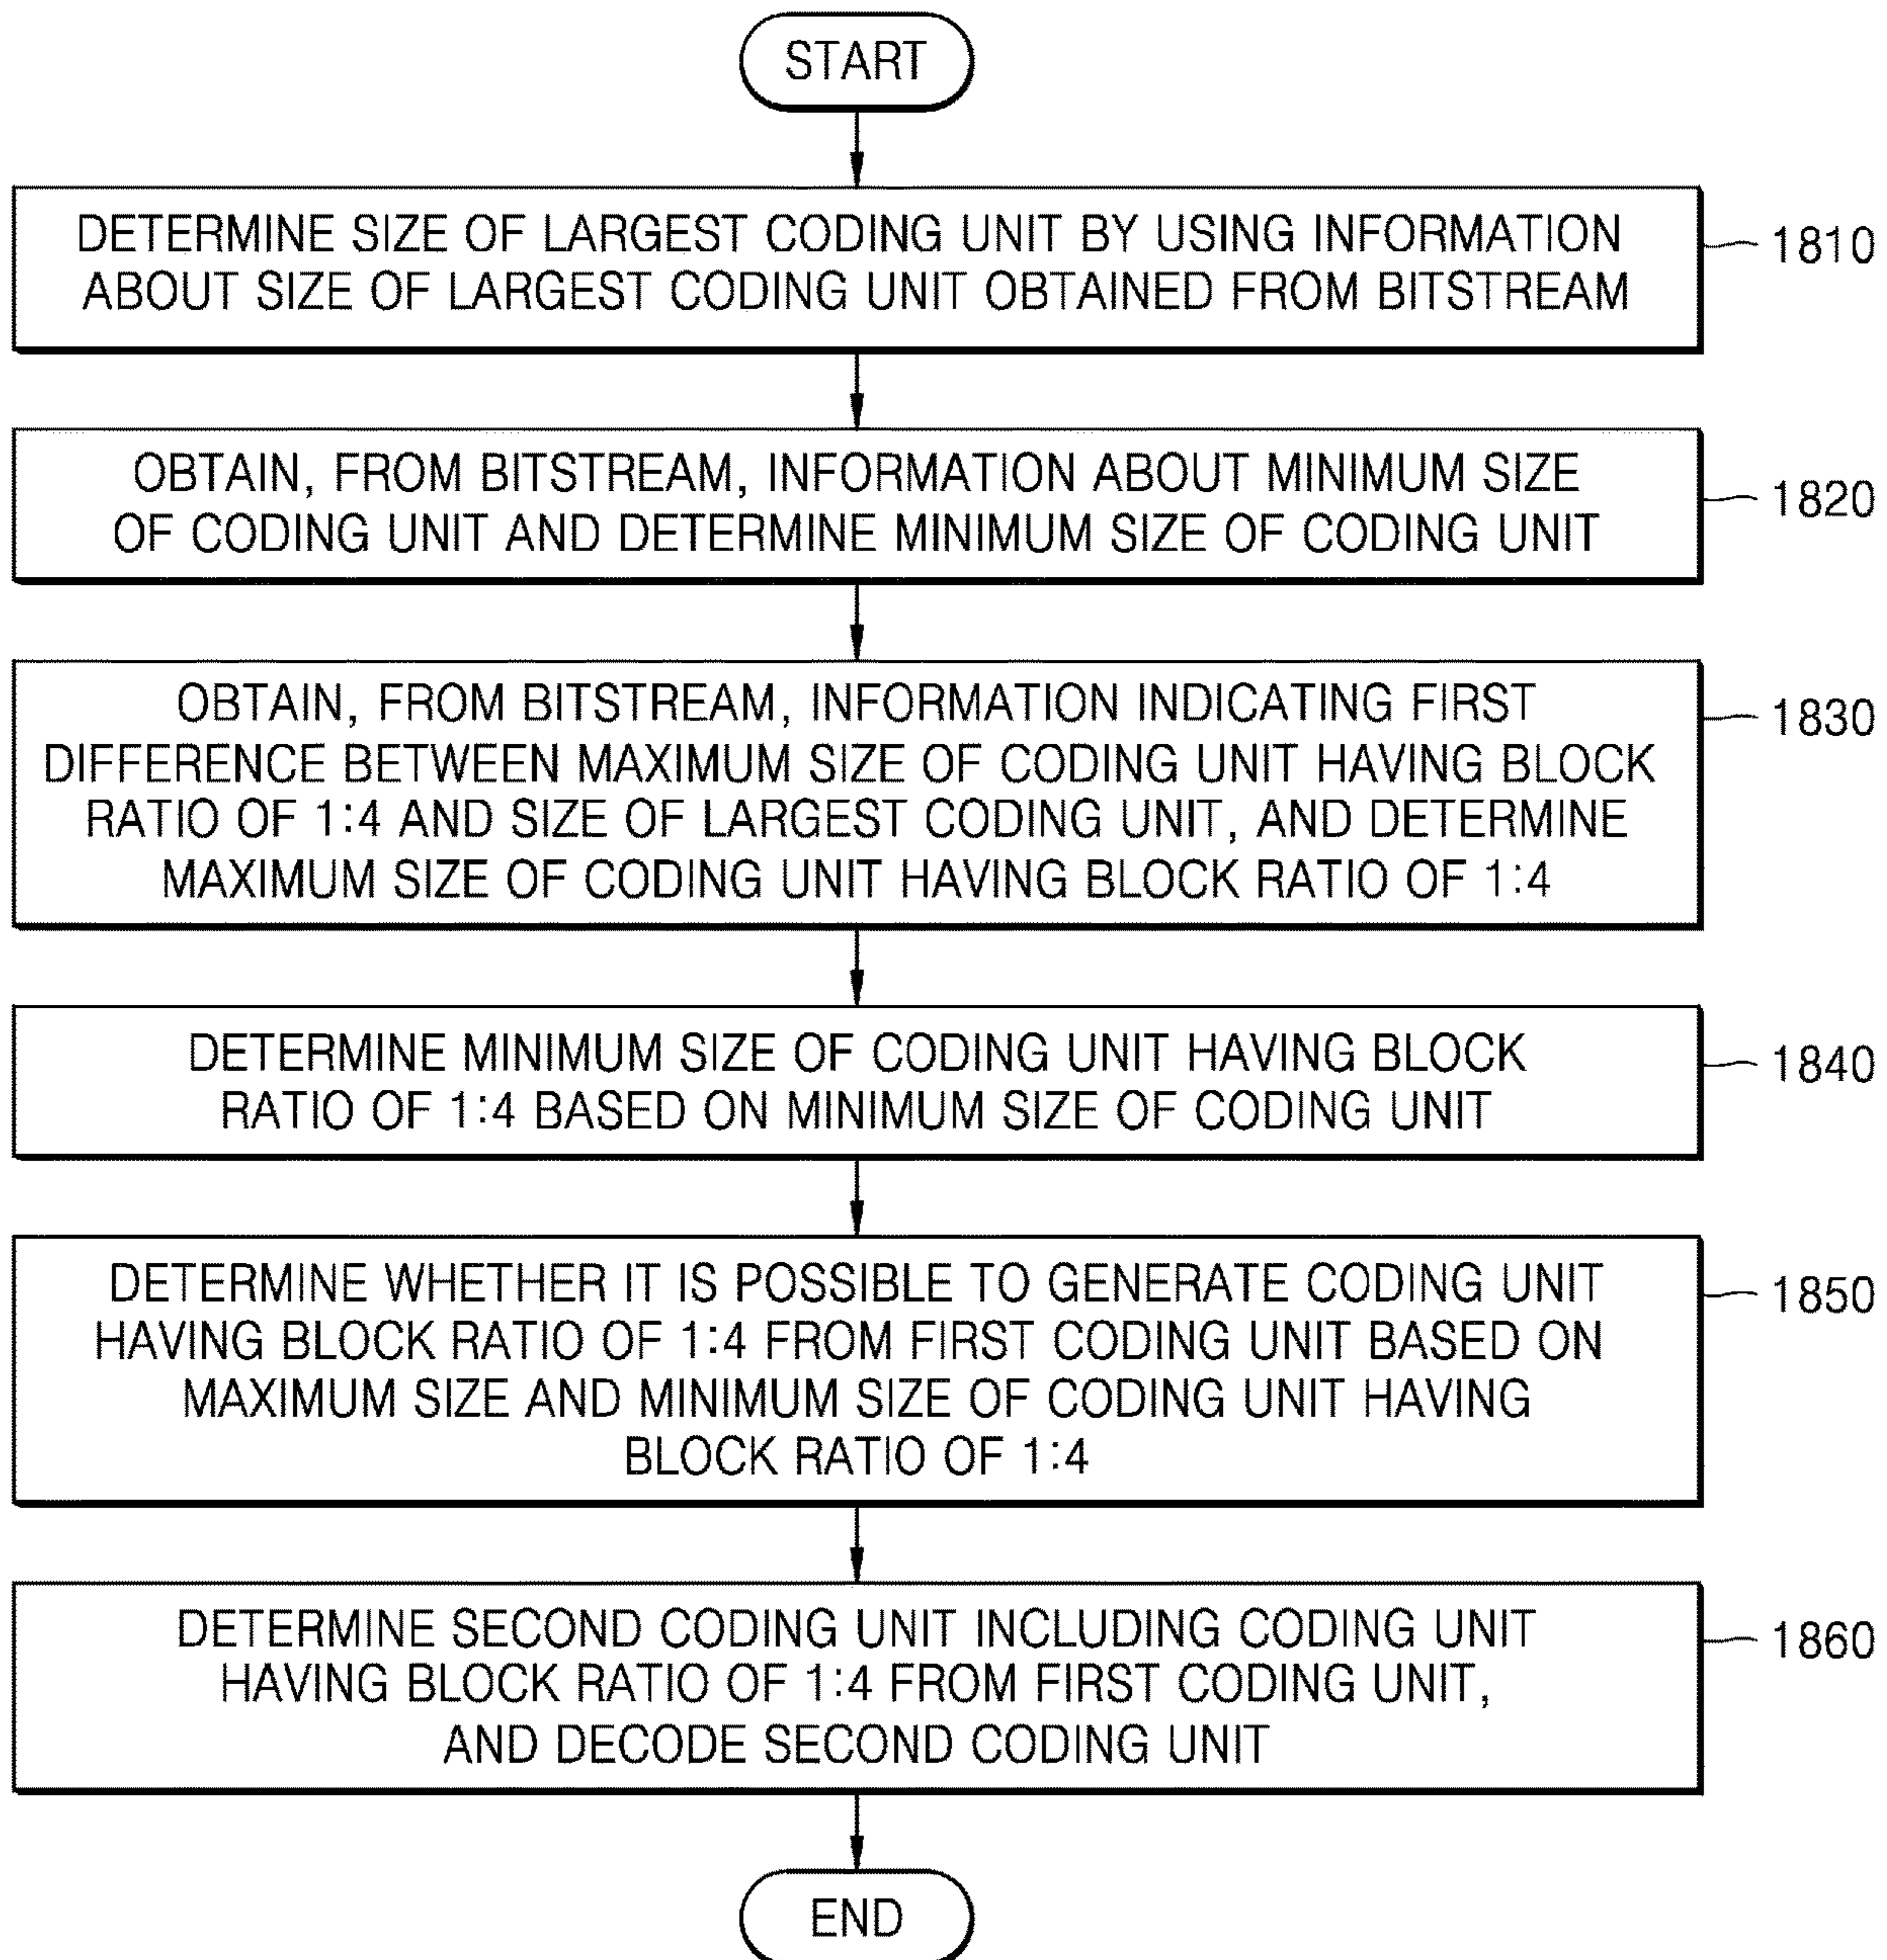 START
DETERMINE SIZE OF LARGEST CODING UNIT BY USING INFORMATION
ABOUT SIZE OF LARGEST CODING UNIT OBTAINED FROM BITSTREAM
1810
OBTAIN, FROM BITSTREAM, INFORMATION ABOUT MINIMUM SIZE
OF CODING UNIT AND DETERMINE MINIMUM SIZE OF CODING UNIT
1820
OBTAIN, FROM BITSTREAM, INFORMATION INDICATING FIRST
DIFFERENCE BETWEEN MAXIMUM SIZE OF CODING UNIT HAVING BLOCK
RATIO OF 1:4 AND SIZE OF LARGEST CODING UNIT, AND DETERMINE
MAXIMUM SIZE OF CODING UNIT HAVING BLOCK RATIO OF 1:4
1830
DETERMINE MINIMUM SIZE OF CODING UNIT HAVING BLOCK
RATIO OF 1:4 BASED ON MINIMUM SIZE OF CODING UNIT
1840
DETERMINE WHETHER IT IS POSSIBLE TO GENERATE CODING UNIT
HAVING BLOCK RATIO OF 1:4 FROM FIRST CODING UNIT BASED ON
MAXIMUM SIZE AND MINIMUM SIZE OF CODING UNIT HAVING
BLOCK RATIO OF 1:4
1850
DETERMINE SECOND CODING UNIT INCLUDING CODING UNIT
HAVING BLOCK RATIO OF 1:4 FROM FIRST CODING UNIT,
AND DECODE SECOND CODING UNIT
1860
END